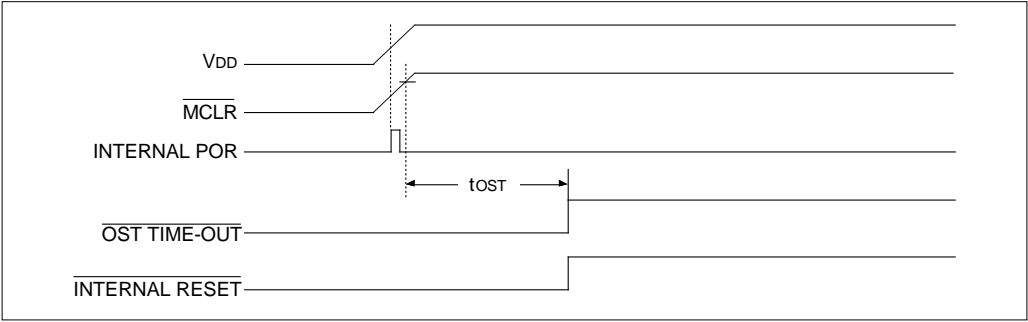 VDD
MCLR
INTERNAL POR
tOST
OST TIME-OUT
INTERNAL RESET